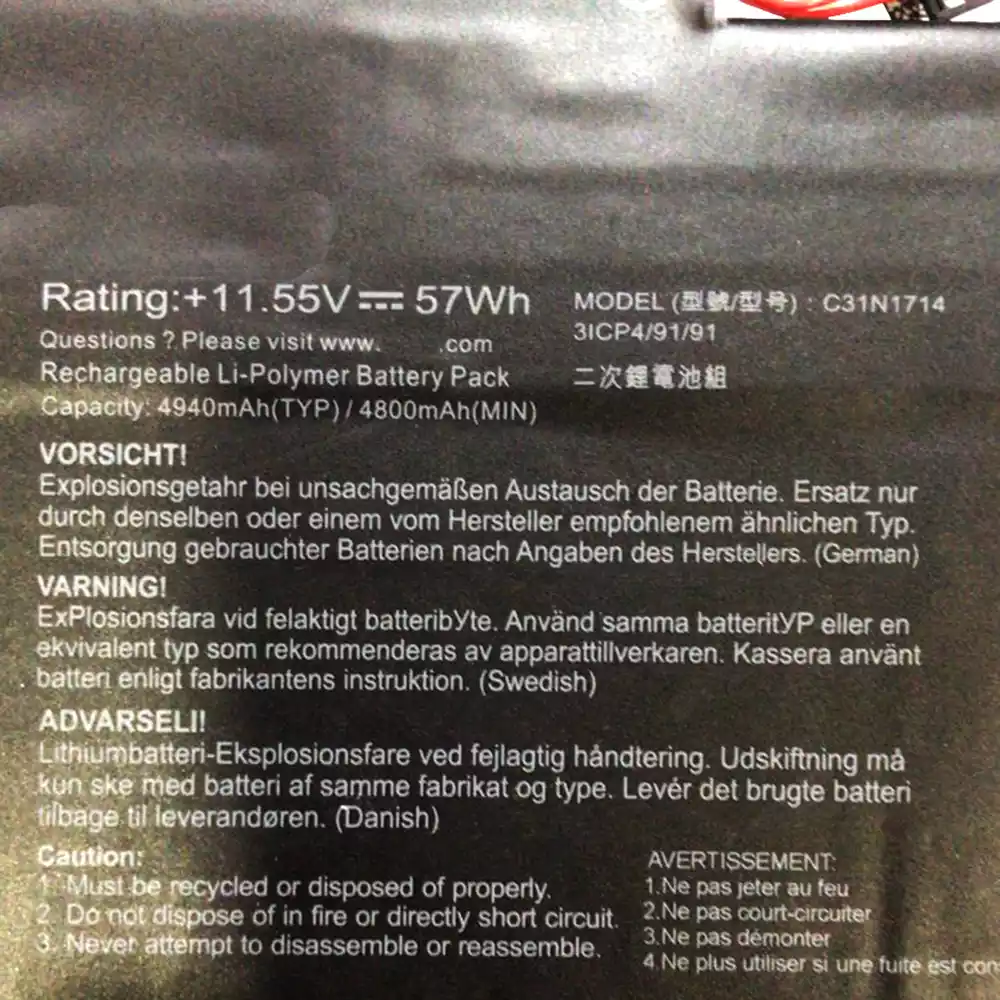 Rating:+11.55V⎓57Wh
Questions ? Please visit www. .com
Rechargeable Li-Polymer Battery Pack
Capacity: 4940mAh(TYP) / 4800mAh(MIN)
MODEL (型號/型号) : C31N1714
3ICP4/91/91
二次鋰電池組
VORSICHT!
Explosionsgetahr bei unsachgemäßen Austausch der Batterie. Ersatz nur
durch denselben oder einem vom Hersteller empfohlenem ähnlichen Typ.
Entsorgung gebrauchter Batterien nach Angaben des Herstellers. (German)
VARNING!
ExPlosionsfara vid felaktigt batteribYte. Använd samma batteritYP eller en
ekvivalent typ som rekommenderas av apparattillverkaren. Kassera använt
batteri enligt fabrikantens instruktion. (Swedish)
ADVARSELI!
Lithiumbatteri-Eksplosionsfare ved fejlagtig håndtering. Udskiftning må
kun ske med batteri af samme fabrikat og type. Levér det brugte batteri
tilbage til leverandøren. (Danish)
Caution:
1. Must be recycled or disposed of properly.
2. Do not dispose of in fire or directly short circuit.
3. Never attempt to disassemble or reassemble.
AVERTISSEMENT:
1.Ne pas jeter au feu
2.Ne pas court-circuiter
3.Ne pas démonter
4.Ne plus utiliser si une fuite est con